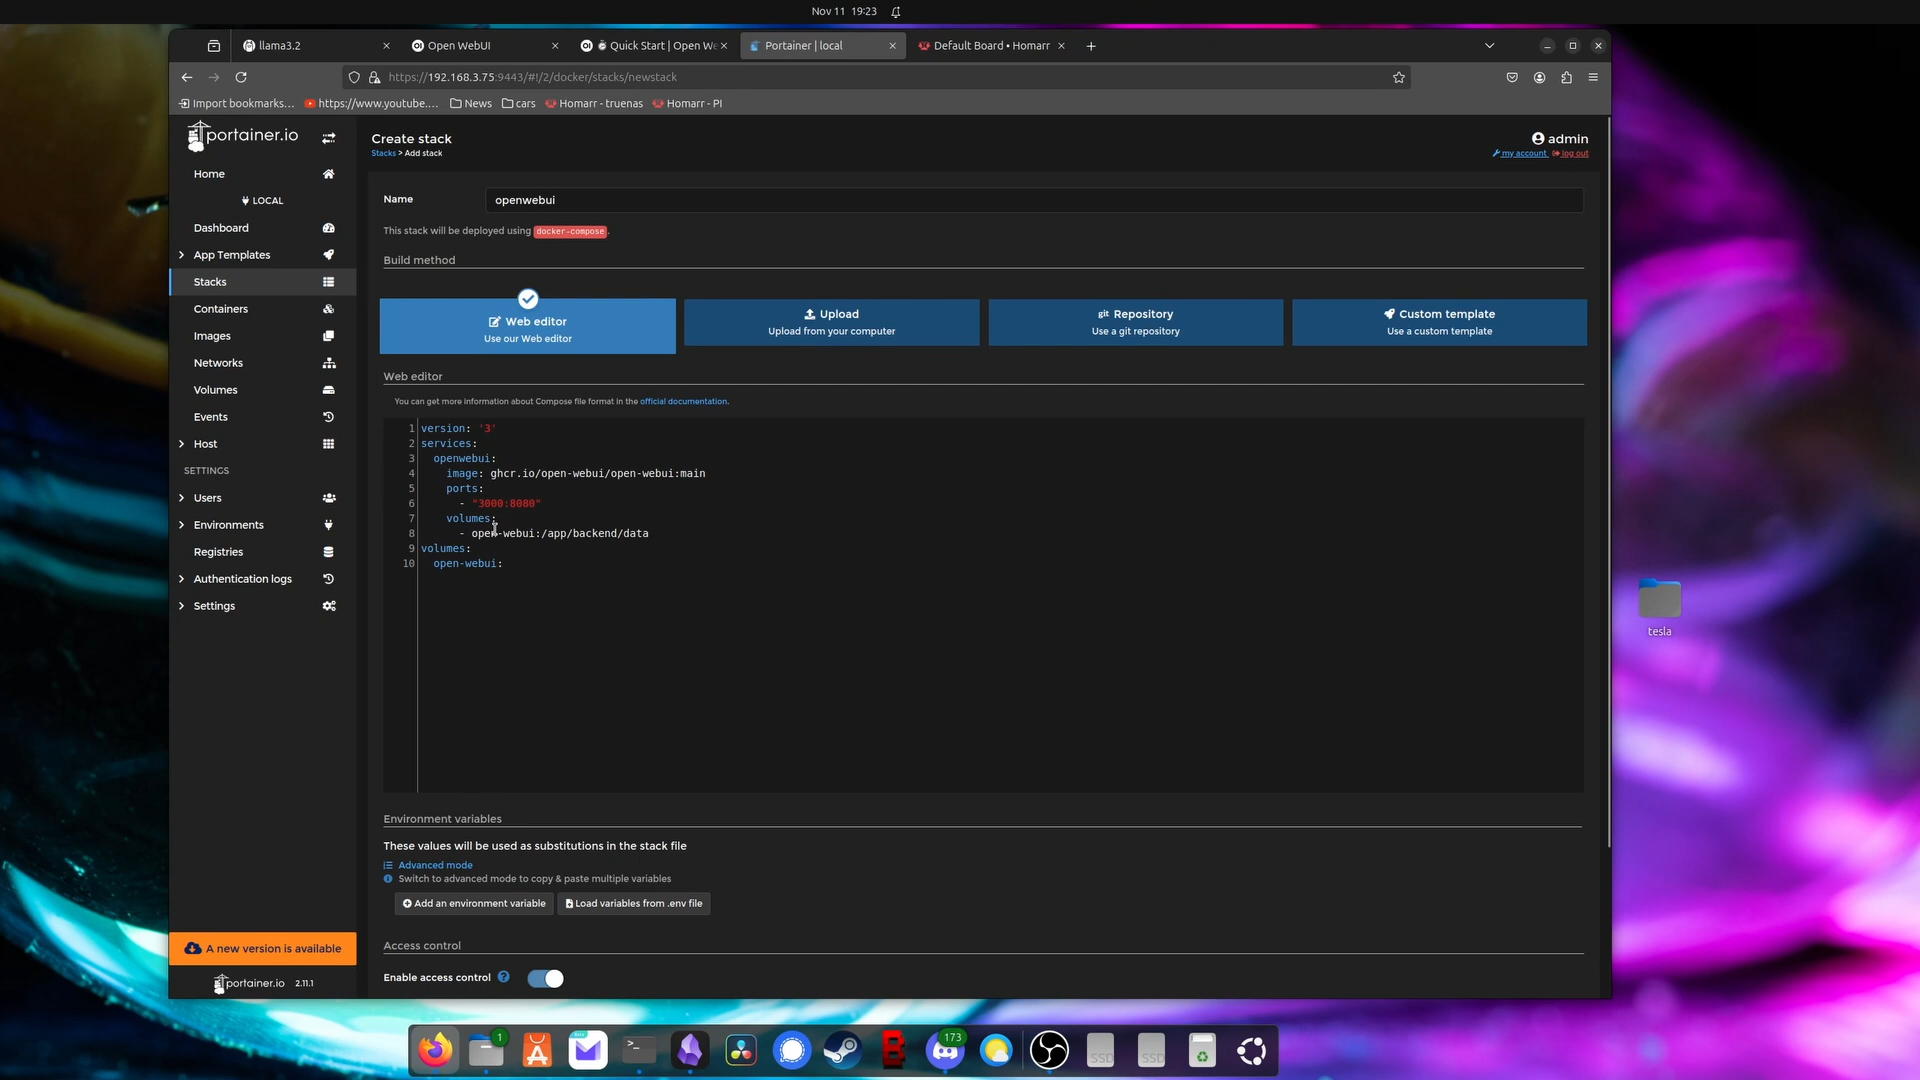 Nov 11 19:23
llama3.2
Open WebUI
Quick Start | Open We
Portainer | local
Default Board • Homarr
https://192.168.3.75:9443/#!/2/docker/stacks/newstack
Import bookmarks...
https://www.youtube....
News
cars
Homarr - truenas
Homarr - PI
portainer.io
Home
LOCAL
Dashboard
App Templates
Stacks
Containers
Images
Networks
Volumes
Events
Host
SETTINGS
Users
Environments
Registries
Authentication logs
Settings
A new version is available
portainer.io 2.11.1
Create stack
Stacks > Add stack
admin
my account log out
Name
openwebui
This stack will be deployed using docker-compose.
Build method
Web editor
Use our Web editor
Upload
Upload from your computer
git Repository
Use a git repository
Custom template
Use a custom template
Web editor
You can get more information about Compose file format in the official documentation.
1 version: '3'
2 services:
3   openwebui:
4     image: ghcr.io/open-webui/open-webui:main
5     ports:
6       - "3000:8080"
7     volumes:
8       - open-webui:/app/backend/data
9 volumes:
10   open-webui:
Environment variables
These values will be used as substitutions in the stack file
Advanced mode
Switch to advanced mode to copy & paste multiple variables
Add an environment variable
Load variables from .env file
Access control
Enable access control
tesla
1
Beta
173
SSD
SSD